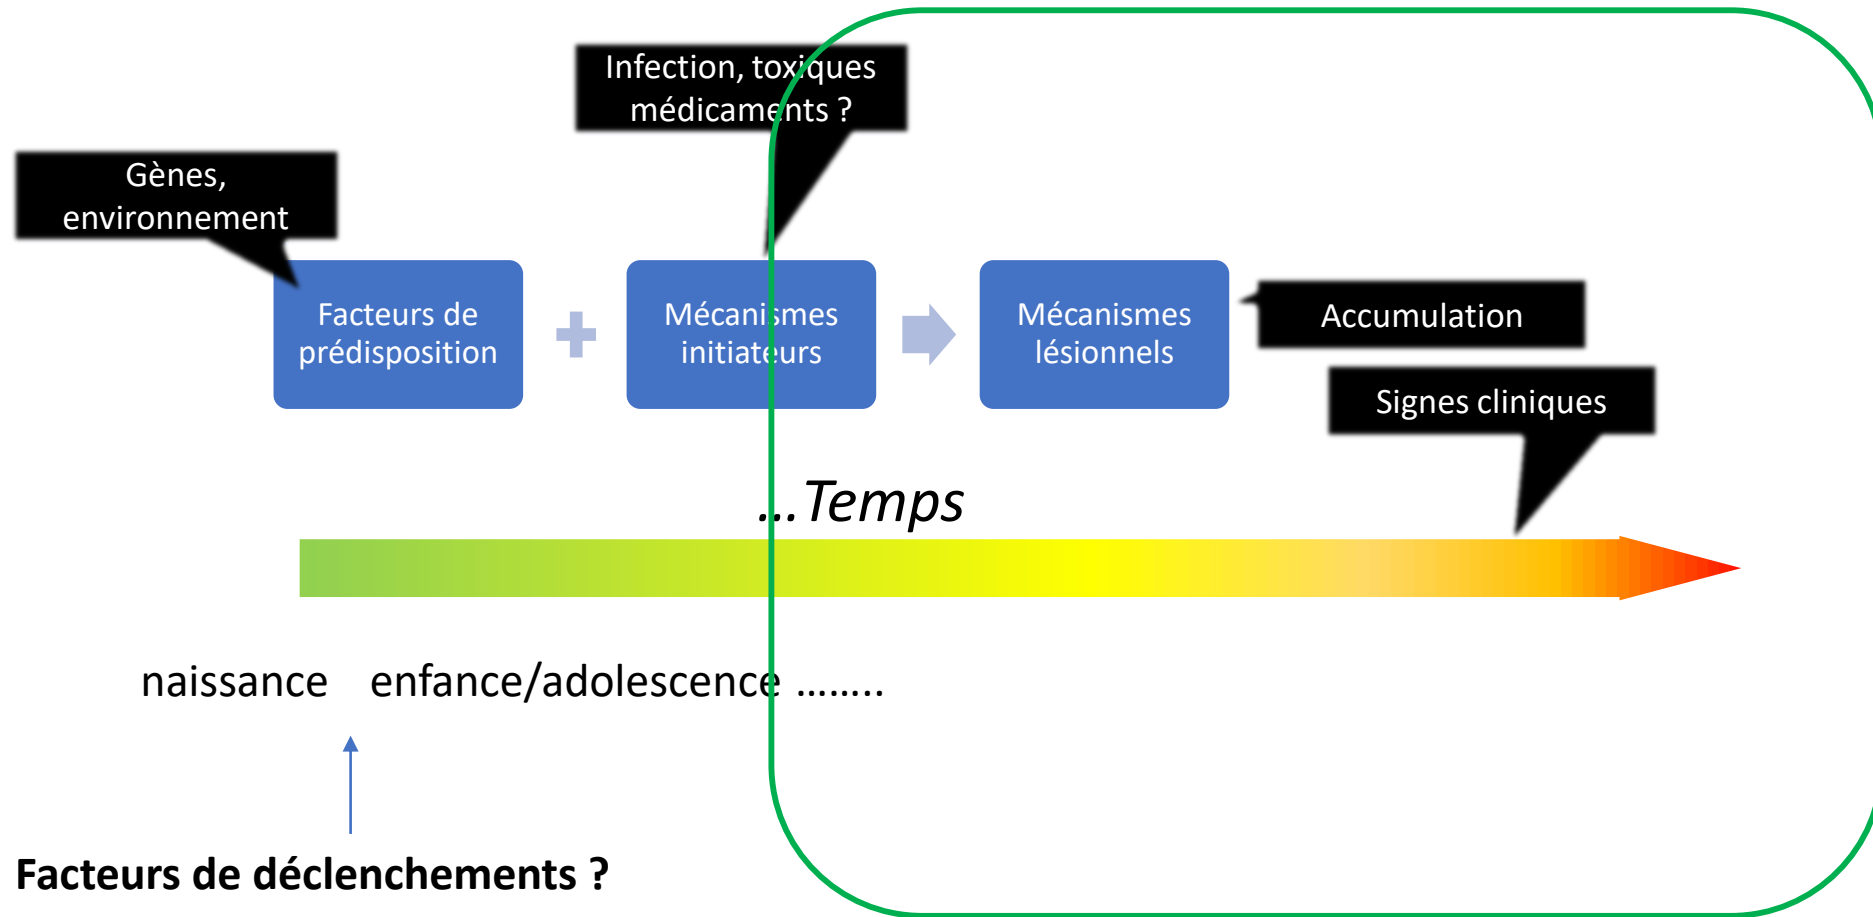 Infection, toxiques
médicaments ?
Gènes,
environnement
Facteurs de
prédisposition
Mécanismes
initiateurs
Mécanismes
lésionnels
Accumulation
Signes cliniques
...Temps
naissance enfance/adolescence ........
Facteurs de déclenchements ?